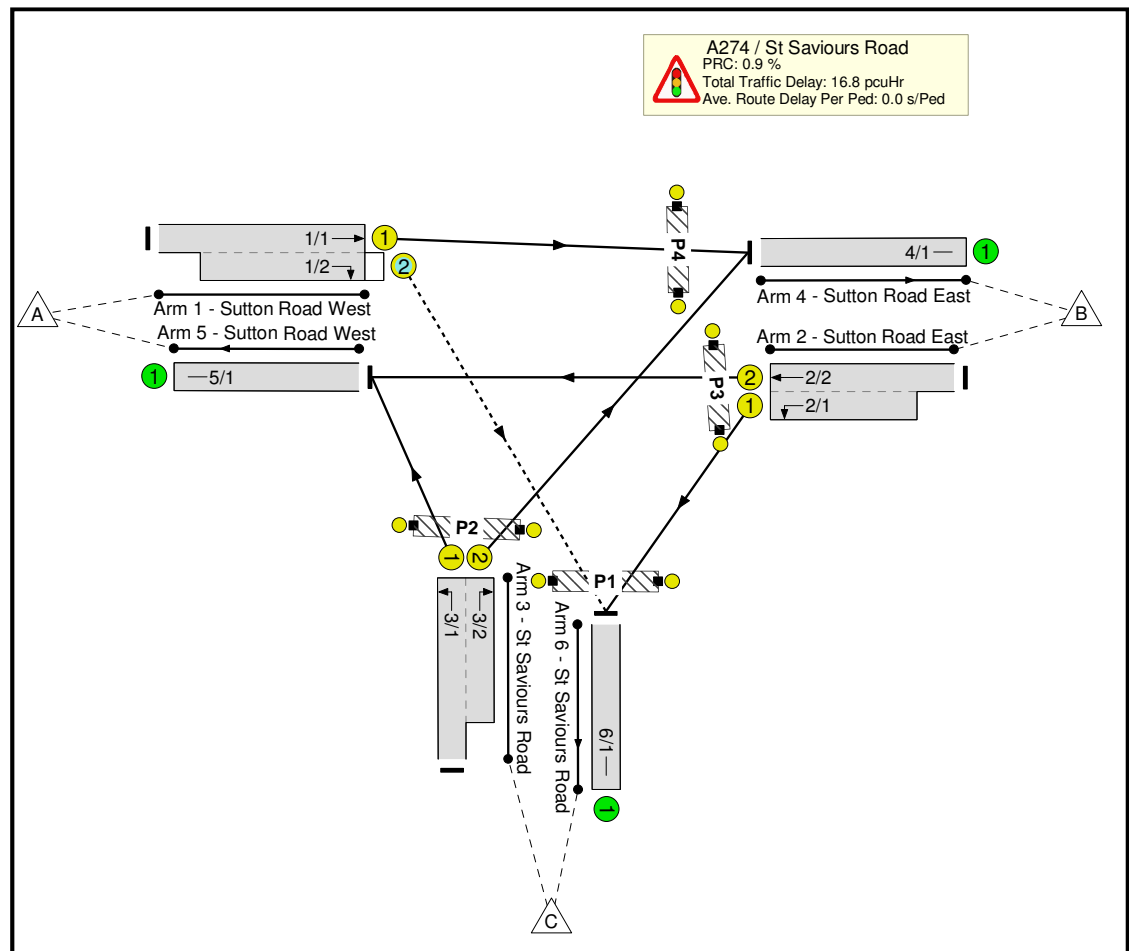 A274 / St Saviours Road
PRC: 0.9 %
Total Traffic Delay: 16.8 pcuHr
Ave. Route Delay Per Ped: 0.0 s/Ped
1/1
1
1/2
2
P4
4/1
1
Arm 1 - Sutton Road West
Arm 4 - Sutton Road East
A
B
Arm 5 - Sutton Road West
Arm 2 - Sutton Road East
1
5/1
P3
2
2/2
1
2/1
P2
1
2
P1
3/1
3/2
Arm 3 - St Saviours Road
Arm 6 - St Saviours Road
6/1
1
C